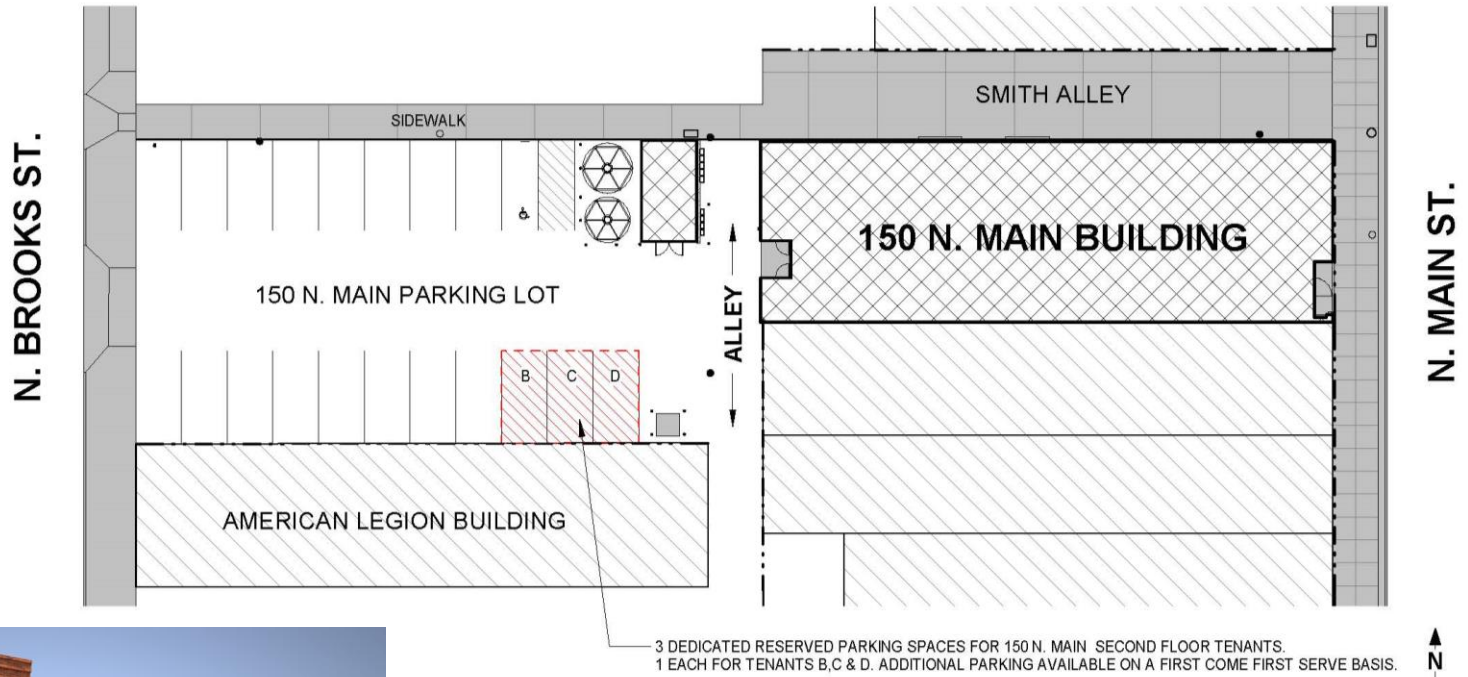 SMITH ALLEY
SIDEWALK
N. BROOKS ST.
150 N. MAIN BUILDING
N. MAIN ST.
150 N. MAIN PARKING LOT
ALLEY
B C D
AMERICAN LEGION BUILDING
3 DEDICATED RESERVED PARKING SPACES FOR 150 N. MAIN SECOND FLOOR TENANTS.
1 EACH FOR TENANTS B,C & D. ADDITIONAL PARKING AVAILABLE ON A FIRST COME FIRST SERVE BASIS.
N